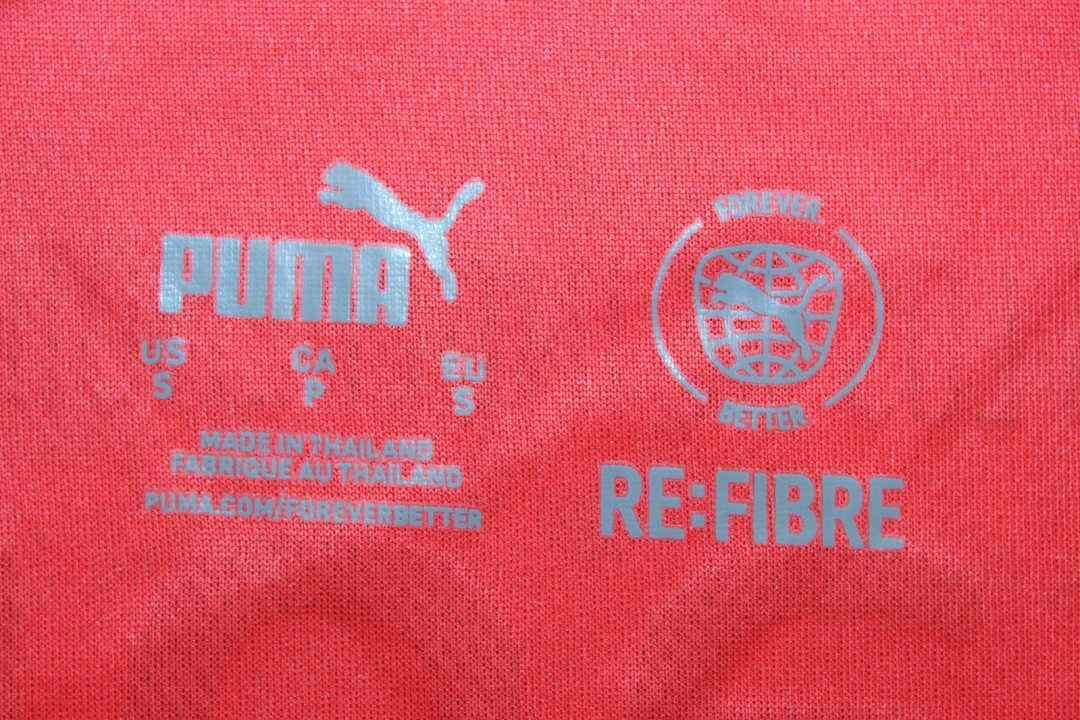 PUMA
US CA EU
S P S
MADE IN THAILAND
FABRIQUE AU THAILAND
PUMA.COM/FOREVERBETTER
FOREVER.
BETTER.
RE:FIBRE